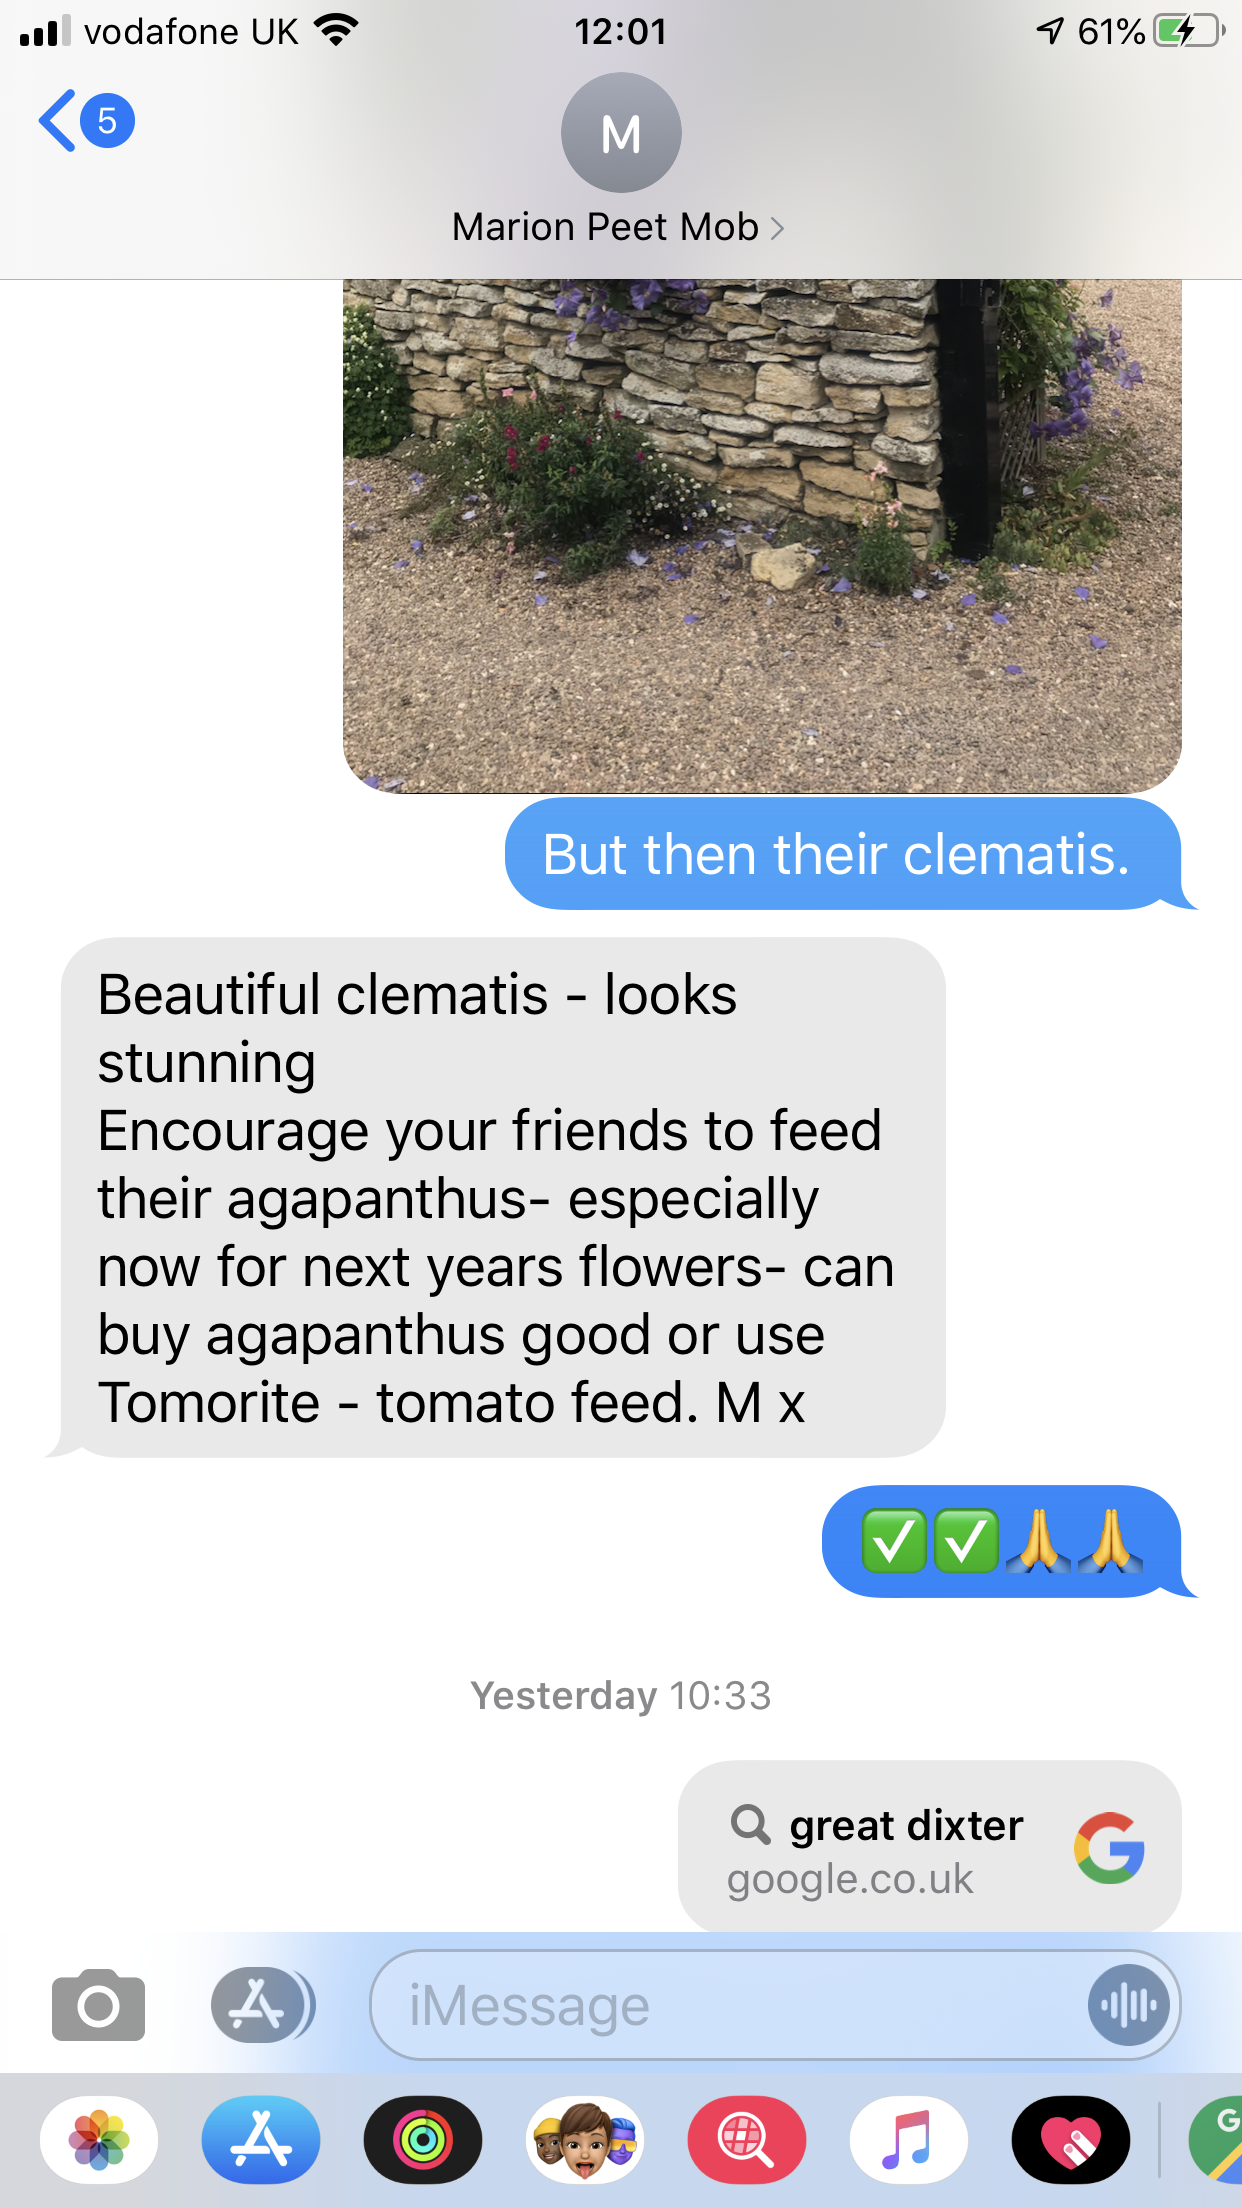 vodafone UK 12:01 61%
5
M
Marion Peet Mob
But then their clematis.
Beautiful clematis - looks
stunning
Encourage your friends to feed
their agapanthus- especially
now for next years flowers- can
buy agapanthus good or use
Tomorite - tomato feed. M x
Yesterday 10:33
great dixter
google.co.uk
iMessage